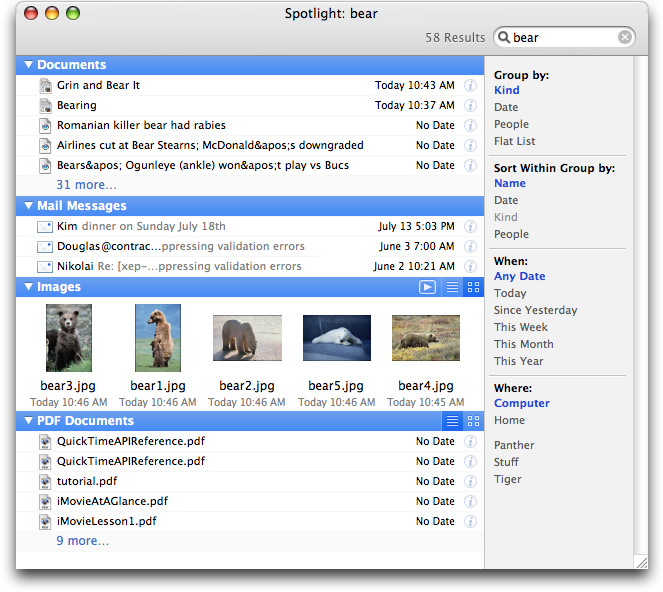 Spotlight: bear
58 Results
bear
Documents
Grin and Bear It Today 10:43 AM
Bearing Today 10:37 AM
Romanian killer bear had rabies No Date
Airlines cut at Bear Stearns; McDonald&apos;s downgraded
Bears&apos; Ogunleye (ankle) won&apos;t play vs Bucs No Date
31 more...
Mail Messages
Kim dinner on Sunday July 18th July 13 5:03 PM
Douglas@contrac...ppressing validation errors June 3 7:00 AM
Nikolai Re: [xep-...ppressing validation errors June 2 10:21 AM
Images
bear3.jpg bear1.jpg bear2.jpg bear5.jpg bear4.jpg
Today 10:46 AM Today 10:46 AM Today 10:46 AM Today 10:46 AM Today 10:45 AM
PDF Documents
QuickTimeAPIReference.pdf No Date
QuickTimeAPIReference.pdf No Date
tutorial.pdf No Date
iMovieAtAGlance.pdf No Date
iMovieLesson1.pdf No Date
9 more...
Group by:
Kind
Date
People
Flat List
Sort Within Group by:
Name
Date
Kind
People
When:
Any Date
Today
Since Yesterday
This Week
This Month
This Year
Where:
Computer
Home
Panther
Stuff
Tiger